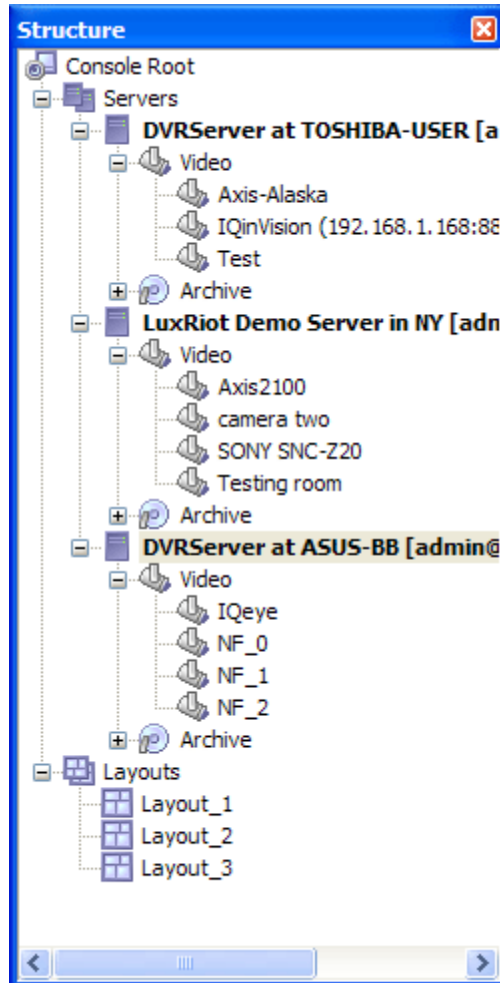 Structure
Console Root
Servers
DVRServer at TOSHIBA-USER [a
Video
Axis-Alaska
IQinVision (192.168.1.168:88
Test
Archive
LuxRiot Demo Server in NY [adn
Video
Axis2100
camera two
SONY SNC-Z20
Testing room
Archive
DVRServer at ASUS-BB [admin@
Video
IQeye
NF_0
NF_1
NF_2
Archive
Layouts
Layout_1
Layout_2
Layout_3